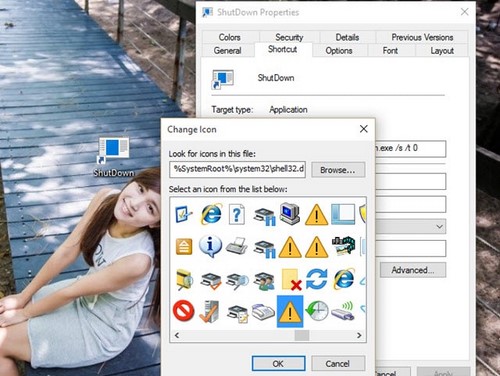 ShutDown Properties
Colors Security Details Previous Versions
General Shortcut Options Font Layout
ShutDown
Target type: Application
n.exe /s /t 0
ShutDown
Change Icon
Look for icons in this file:
%SystemRoot%\system32\shell32.d
Browse...
Select an icon from the list below:
Advanced...
OK Cancel
ancel Apply